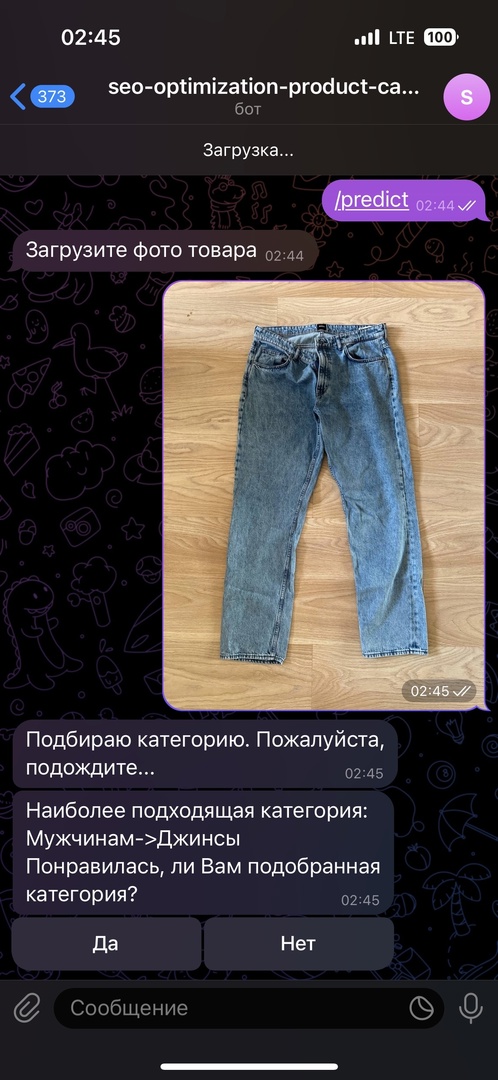 02:45
LTE 100
373
seo-optimization-product-ca...
бот
S
Загрузка...
/predict 02:44
Загрузите фото товара 02:44
02:45
Подбираю категорию. Пожалуйста,
подождите...
02:45
Наиболее подходящая категория:
Мужчинам->Джинсы
Понравилась, ли Вам подобранная
категория?
02:45
Да
Нет
Сообщение